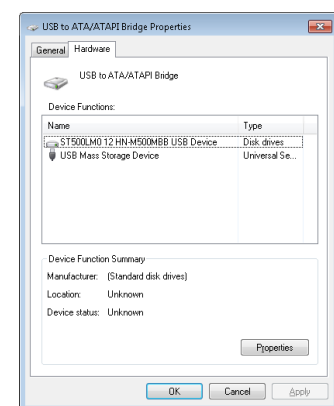 USB to ATA/ATAPI Bridge Properties
General Hardware
USB to ATA/ATAPI Bridge
Device Functions:
Name Type
ST500LM0 12 HN-M500MBB USB Device Disk drives
USB Mass Storage Device Universal Se...
Device Function Summary
Manufacturer: (Standard disk drives)
Location: Unknown
Device status: Unknown
Properties
OK Cancel Apply